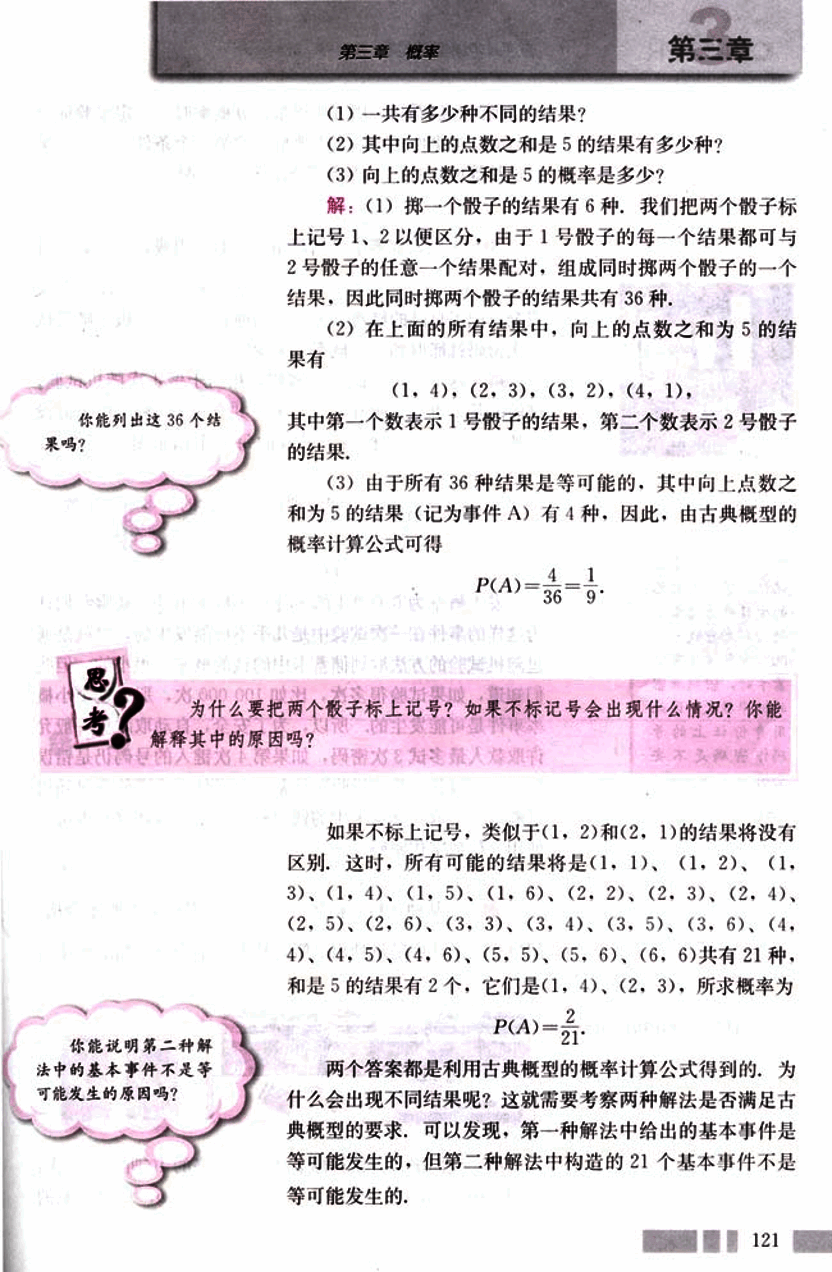 第三章 概率
第三章
(1) 一共有多少种不同的结果?
(2) 其中向上的点数之和是 5 的结果有多少种?
(3) 向上的点数之和是 5 的概率是多少?
解:(1) 掷一个骰子的结果有 6 种. 我们把两个骰子标
上记号 1、2 以便区分,由于 1 号骰子的每一个结果都可与
2 号骰子的任意一个结果配对,组成同时掷两个骰子的一个
结果,因此同时掷两个骰子的结果共有 36 种.
(2) 在上面的所有结果中,向上的点数之和为 5 的结
果有
(1,4),(2,3),(3,2),(4,1),
其中第一个数表示 1 号骰子的结果,第二个数表示 2 号骰子
的结果.
你能列出这 36 个结
果吗?
(3) 由于所有 36 种结果是等可能的,其中向上点数之
和为 5 的结果(记为事件 A)有 4 种,因此,由古典概型的
概率计算公式可得
P(A)=4/36=1/9.
思考?
为什么要把两个骰子标上记号?如果不标记号会出现什么情况?你能
解释其中的原因吗?
如果不标上记号,类似于(1,2)和(2,1)的结果将没有
区别. 这时,所有可能的结果将是(1,1)、(1,2)、(1,
3)、(1,4)、(1,5)、(1,6)、(2,2)、(2,3)、(2,4)、
(2,5)、(2,6)、(3,3)、(3,4)、(3,5)、(3,6)、(4,
4)、(4,5)、(4,6)、(5,5)、(5,6)、(6,6)共有 21 种,
和是 5 的结果有 2 个,它们是(1,4)、(2,3),所求概率为
P(A)=2/21.
你能说明第二种解
法中的基本事件不是等
可能发生的原因吗?
两个答案都是利用古典概型的概率计算公式得到的. 为
什么会出现不同结果呢?这就需要考察两种解法是否满足古
典概型的要求. 可以发现,第一种解法中给出的基本事件是
等可能发生的,但第二种解法中构造的 21 个基本事件不是
等可能发生的.
121